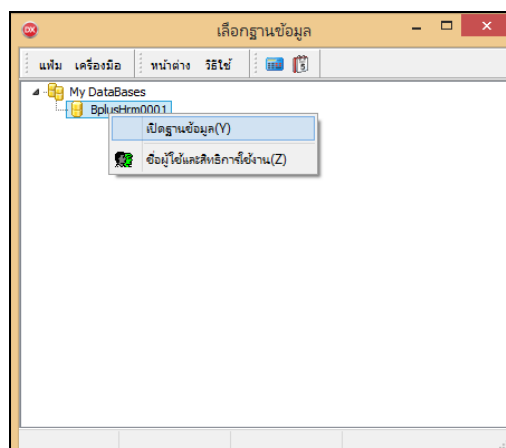 เลือกฐานข้อมูล
แฟ้ม เครื่องมือ หน้าต่าง วิธีใช้
My DataBases
BplusHrm0001
เปิดฐานข้อมูล(Y)
ชื่อผู้ใช้และสิทธิการใช้งาน(Z)